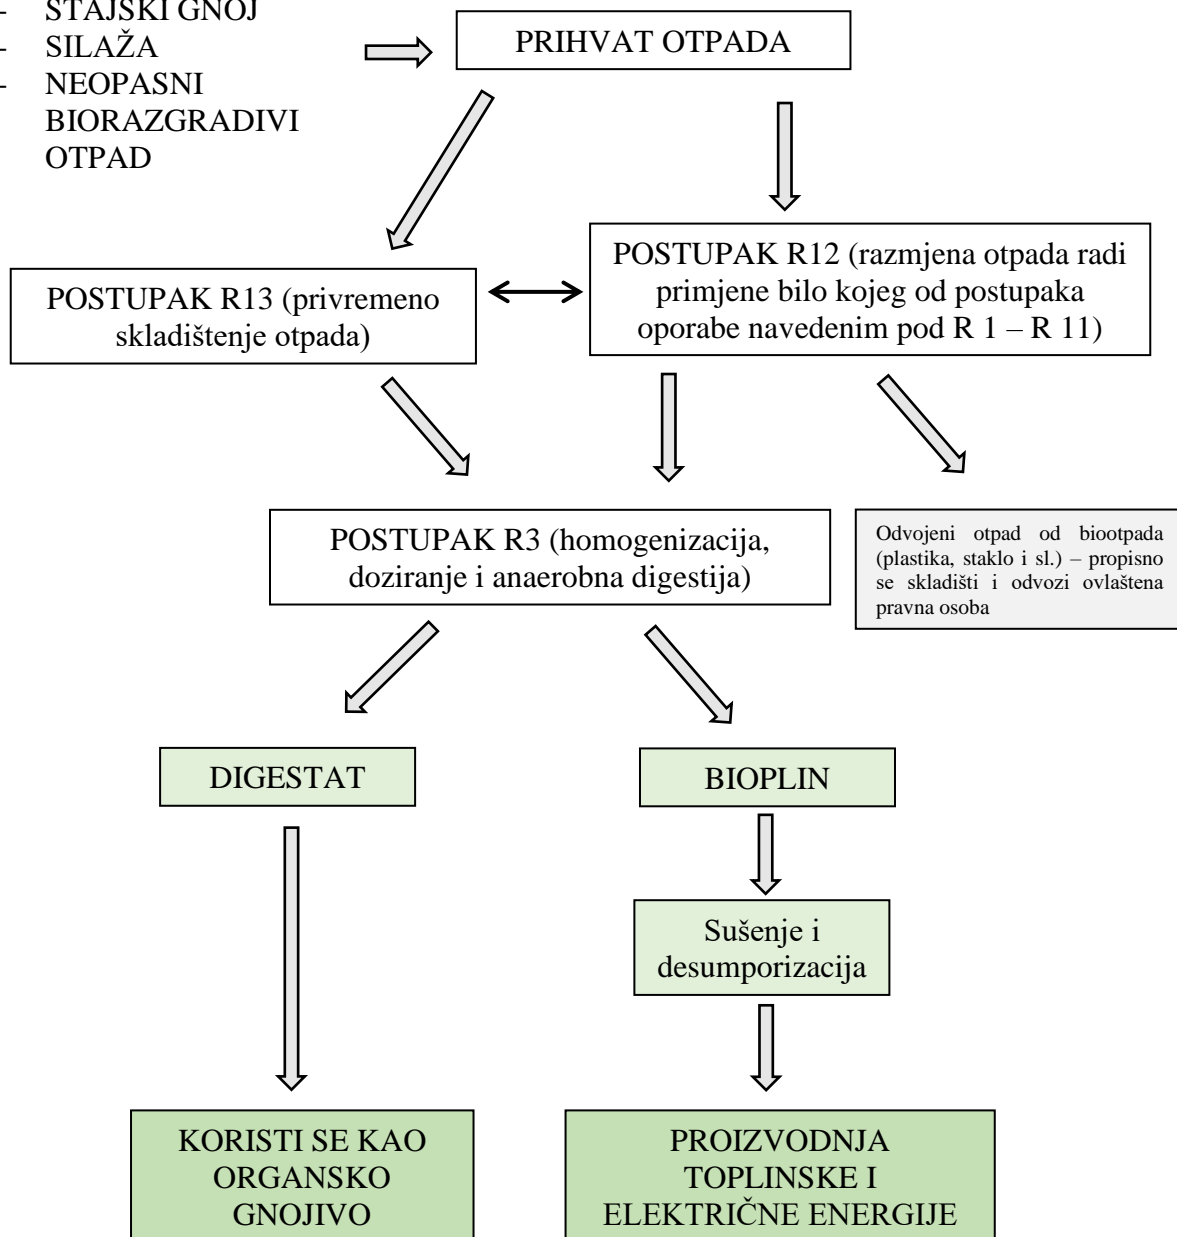 - STAJSKI GNOJ
- SILAŽA
- NEOPASNI
BIORAZGRADIVI
OTPAD
PRIHVAT OTPADA
POSTUPAK R13 (privremeno
skladištenje otpada)
POSTUPAK R12 (razmjena otpada radi
primjene bilo kojeg od postupaka
oporabe navedenim pod R 1 – R 11)
POSTUPAK R3 (homogenizacija,
doziranje i anaerobna digestija)
Odvojeni otpad od biootpada
(plastika, staklo i sl.) – propisno
se skladišti i odvozi ovlaštena
pravna osoba
DIGESTAT
BIOPLIN
Sušenje i
desumporizacija
KORISTI SE KAO
ORGANSKO
GNOJIVO
PROIZVODNJA
TOPLINSKE I
ELEKTRIČNE ENERGIJE